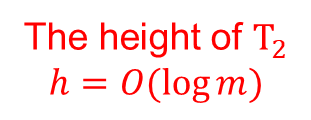 The height of T₂
h = O(log m)